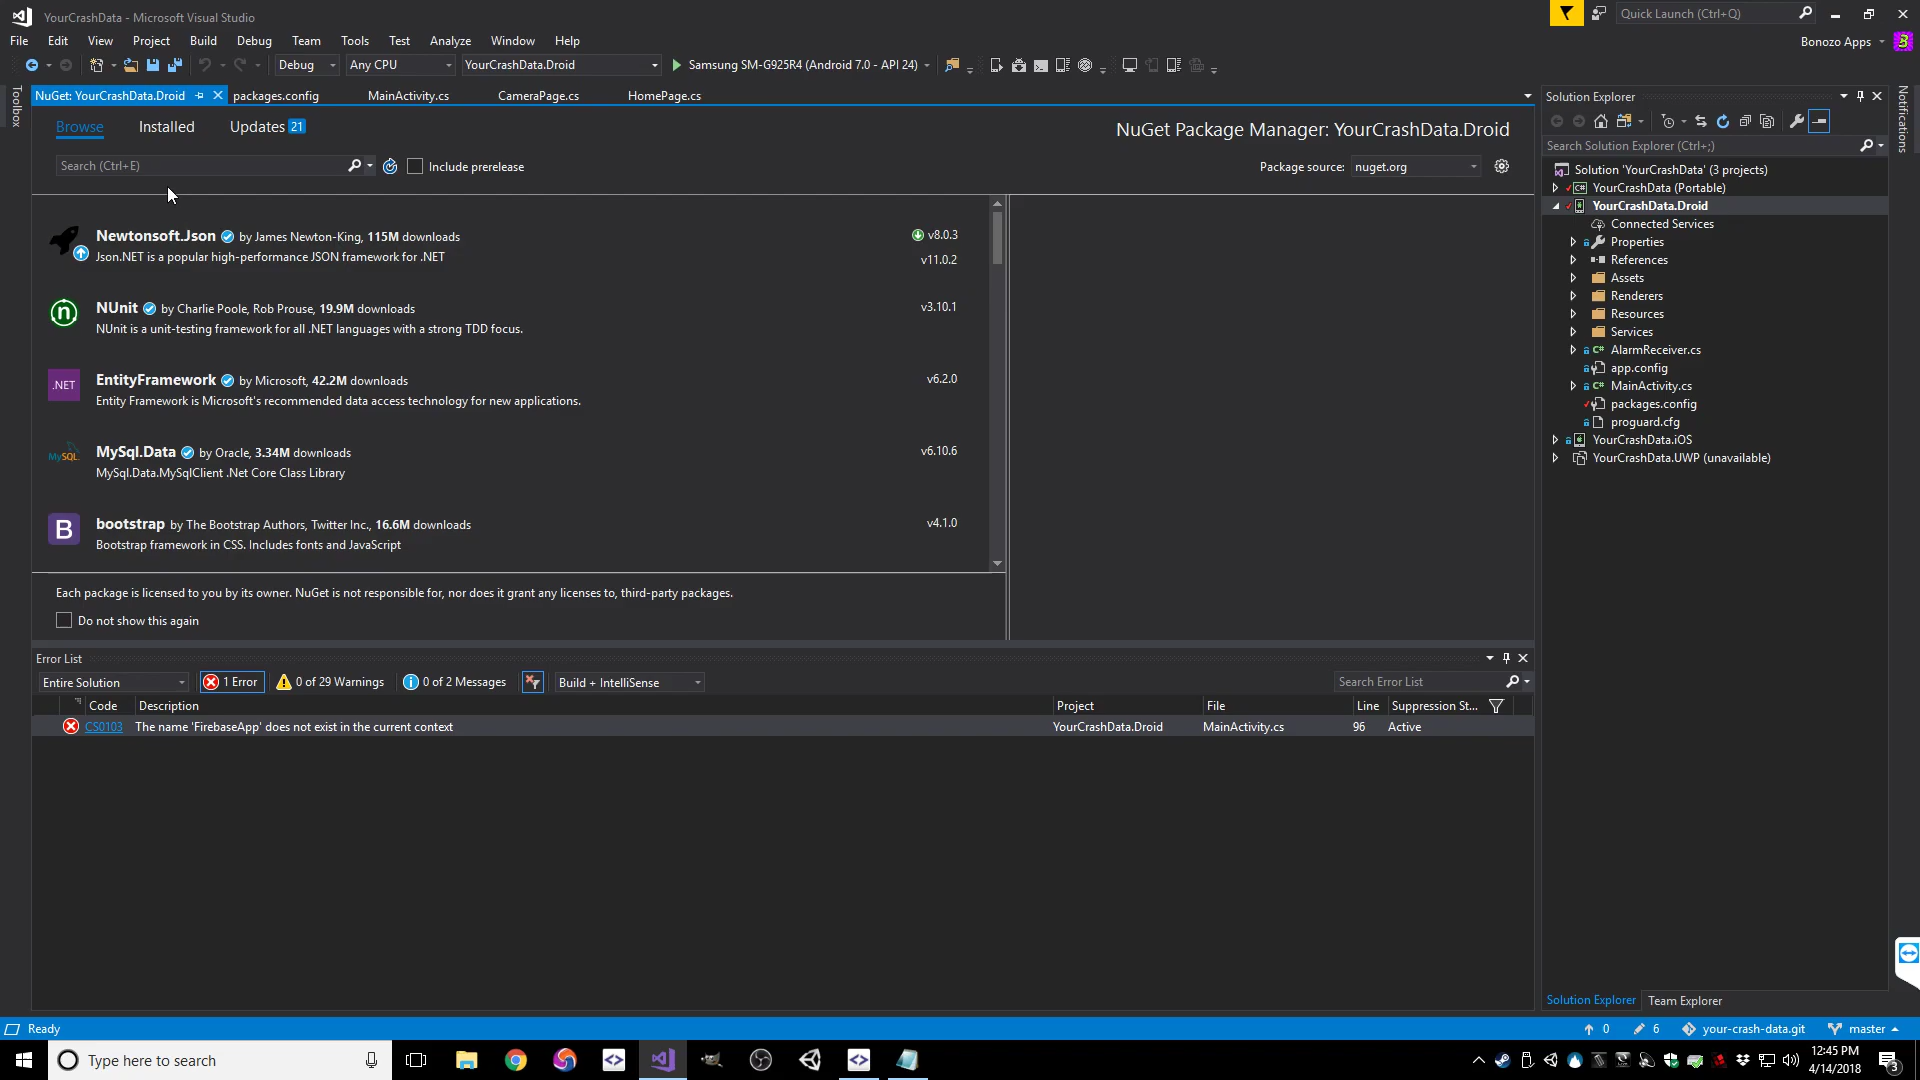 YourCrashData - Microsoft Visual Studio
Quick Launch (Ctrl+Q)
File Edit View Project Build Debug Team Tools Test Analyze Window Help
Bonozo Apps
B
Debug Any CPU YourCrashData.Droid Samsung SM-G925R4 (Android 7.0 - API 24)
Toolbox
NuGet: YourCrashData.Droid packages.config MainActivity.cs CameraPage.cs HomePage.cs
Browse Installed Updates 21
NuGet Package Manager: YourCrashData.Droid
Search (Ctrl+E)
Include prerelease
Package source: nuget.org
Newtonsoft.Json by James Newton-King, 115M downloads
v8.0.3
Json.NET is a popular high-performance JSON framework for .NET
v11.0.2
n
NUnit by Charlie Poole, Rob Prouse, 19.9M downloads
v3.10.1
NUnit is a unit-testing framework for all .NET languages with a strong TDD focus.
.NET
EntityFramework by Microsoft, 42.2M downloads
v6.2.0
Entity Framework is Microsoft's recommended data access technology for new applications.
MySQL
MySql.Data by Oracle, 3.34M downloads
v6.10.6
MySql.Data.MySqlClient .Net Core Class Library
B
bootstrap by The Bootstrap Authors, Twitter Inc., 16.6M downloads
v4.1.0
Bootstrap framework in CSS. Includes fonts and JavaScript
Each package is licensed to you by its owner. NuGet is not responsible for, nor does it grant any licenses to, third-party packages.
Do not show this again
Error List
Entire Solution 1 Error 0 of 29 Warnings 0 of 2 Messages Build + IntelliSense
Search Error List
Code Description Project File Line Suppression St...
CS0103 The name 'FirebaseApp' does not exist in the current context YourCrashData.Droid MainActivity.cs 96 Active
Solution Explorer
Search Solution Explorer (Ctrl+;)
Solution 'YourCrashData' (3 projects)
C# YourCrashData (Portable)
YourCrashData.Droid
Connected Services
Properties
References
Assets
Renderers
Resources
Services
C# AlarmReceiver.cs
app.config
C# MainActivity.cs
packages.config
proguard.cfg
YourCrashData.iOS
YourCrashData.UWP (unavailable)
Notifications
Solution Explorer Team Explorer
Ready
0 6 your-crash-data.git master
Type here to search
12:45 PM
4/14/2018
3